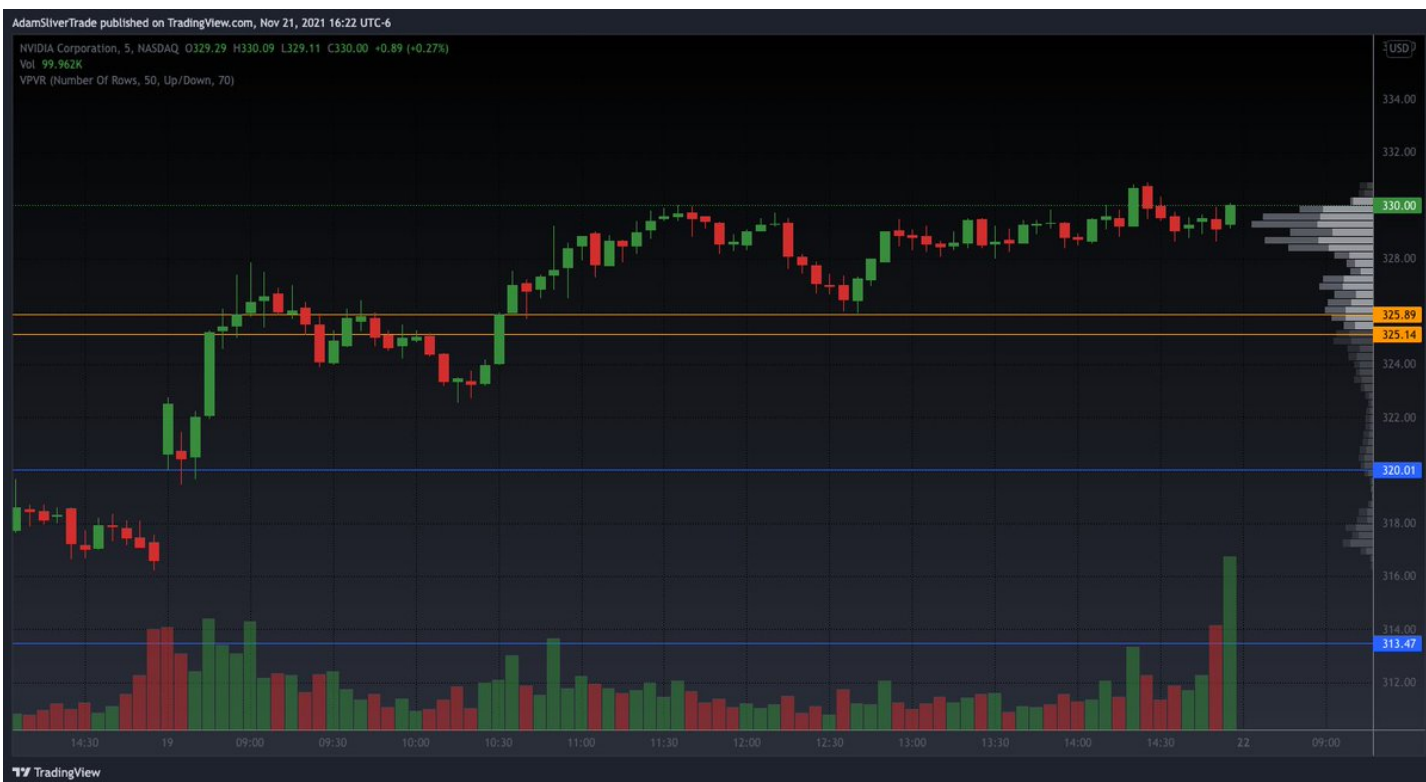 AdamSliverTrade published on TradingView.com, Nov 21, 2021 16:22 UTC-6
NVIDIA Corporation, 5, NASDAQ O329.29 H330.09 L329.11 C330.00 +0.89 (+0.27%)
Vol 99.962K
VPVR (Number Of Rows, 50, Up/Down, 70)
USD
334.00
332.00
330.00
328.00
325.89
325.14
324.00
322.00
320.01
318.00
316.00
314.00
313.47
312.00
14:30 19 09:00 09:30 10:00 10:30 11:00 11:30 12:00 12:30 13:00 13:30 14:00 14:30 22 09:00
TradingView